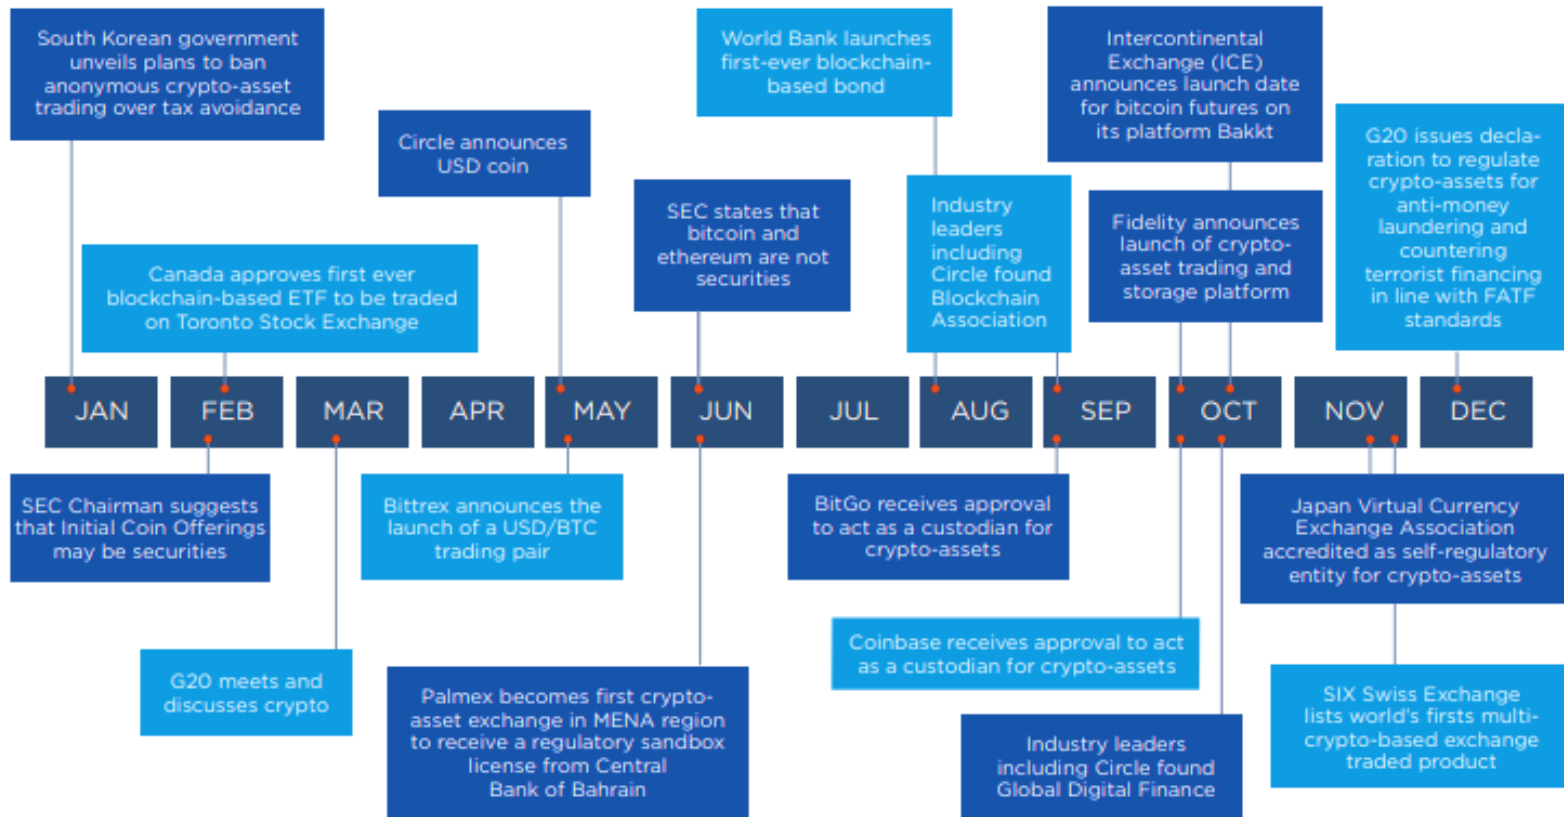 South Korean government
unveils plans to ban
anonymous crypto-asset
trading over tax avoidance
Canada approves first ever
blockchain-based ETF to be traded
on Toronto Stock Exchange
Circle announces
USD coin
SEC states that
bitcoin and
ethereum are not
securities
World Bank launches
first-ever blockchain-
based bond
Industry
leaders
including
Circle found
Blockchain
Association
Intercontinental
Exchange (ICE)
announces launch date
for bitcoin futures on
its platform Bakkt
Fidelity announces
launch of crypto-
asset trading and
storage platform
G20 issues decla-
ration to regulate
crypto-assets for
anti-money
laundering and
countering
terrorist financing
in line with FATF
standards
JAN
FEB
MAR
APR
MAY
JUN
JUL
AUG
SEP
OCT
NOV
DEC
SEC Chairman suggests
that Initial Coin Offerings
may be securities
G20 meets and
discusses crypto
Bittrex announces the
launch of a USD/BTC
trading pair
Palmex becomes first crypto-
asset exchange in MENA region
to receive a regulatory sandbox
license from Central
Bank of Bahrain
BitGo receives approval
to act as a custodian for
crypto-assets
Coinbase receives approval to act
as a custodian for crypto-assets
Industry leaders
including Circle found
Global Digital Finance
Japan Virtual Currency
Exchange Association
accredited as self-regulatory
entity for crypto-assets
SIX Swiss Exchange
lists world's firsts multi-
crypto-based exchange
traded product